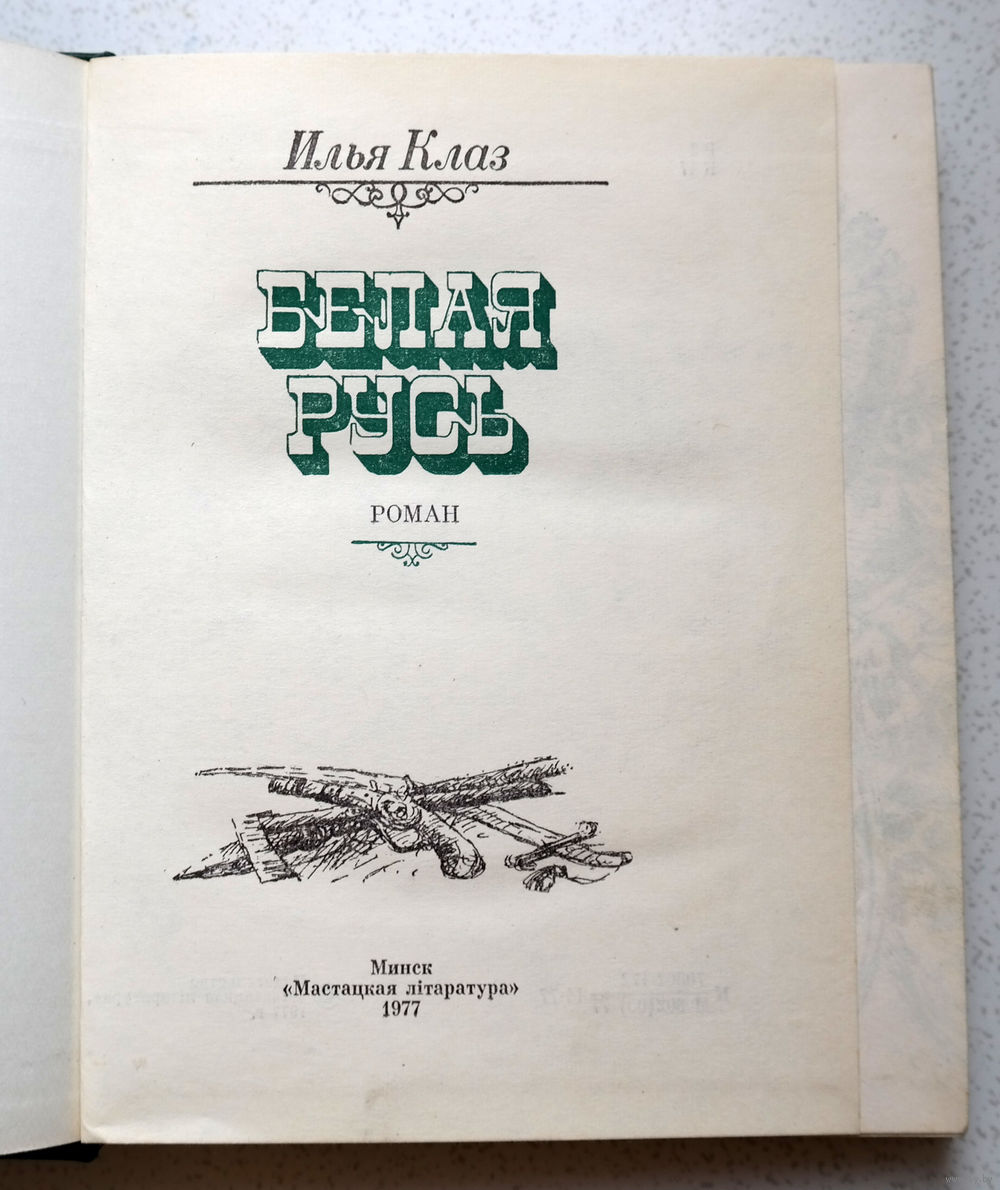 Илья Клаз
БЕЛАЯ
РУСЬ
РОМАН
Минск
«Мастацкая літаратура»
1977